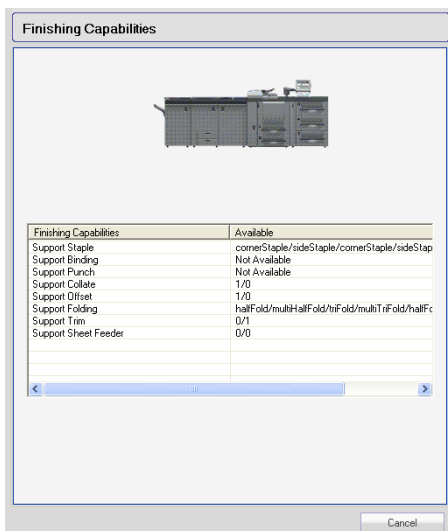 Finishing Capabilities
Finishing Capabilities Available
Support Staple cornerStaple/sideStaple/cornerStaple/sideStap
Support Binding Not Available
Support Punch Not Available
Support Collate 1/0
Support Offset 1/0
Support Folding halfFold/multiHalfFold/triFold/multiTriFold/halfFo
Support Trim 0/1
Support Sheet Feeder 0/0
Cancel